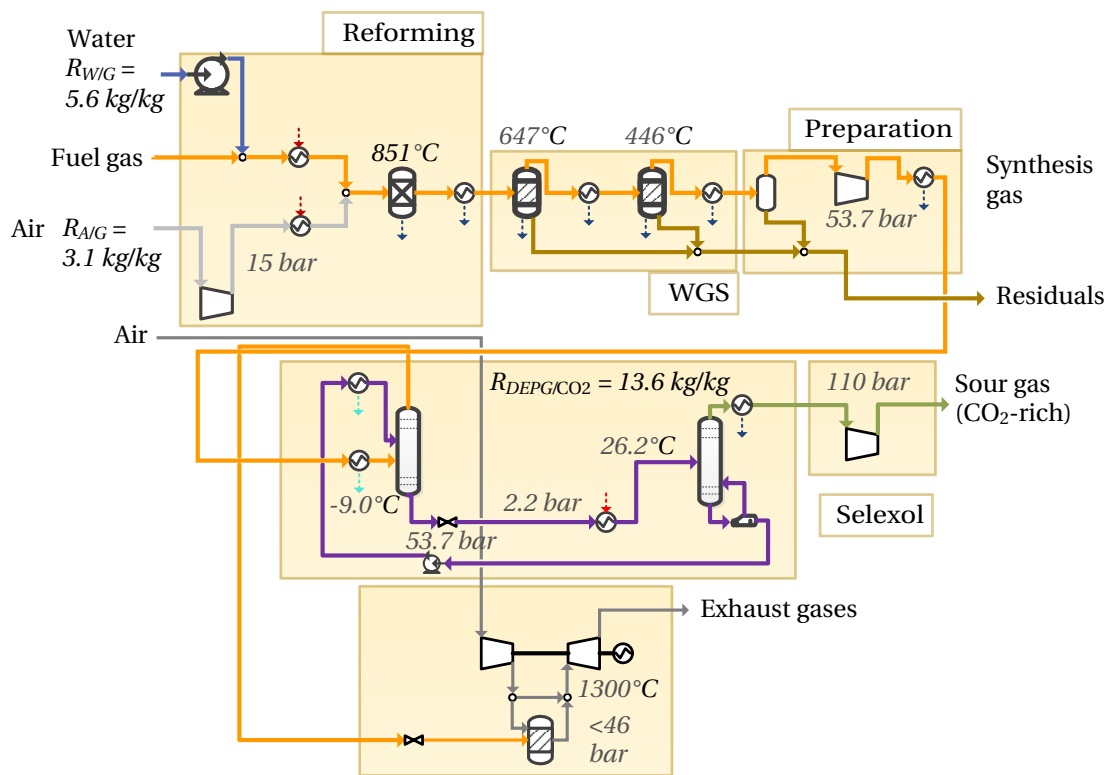 Reforming
Water
R_W/G =
5.6 kg/kg
Fuel gas
851°C
647°C
446°C
Preparation
Synthesis
gas
53.7 bar
Air
R_A/G =
3.1 kg/kg
15 bar
WGS
Residuals
Air
R_DEPG/CO2 = 13.6 kg/kg
110 bar
Sour gas
(CO₂-rich)
26.2°C
-9.0°C
2.2 bar
Selexol
53.7 bar
Exhaust gases
1300°C
<46
bar